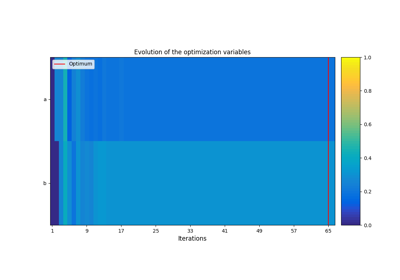 Evolution of the optimization variables
Optimum
a
b
1 9 17 25 33 41 49 57 65
Iterations
1.0
0.8
0.6
0.4
0.2
0.0